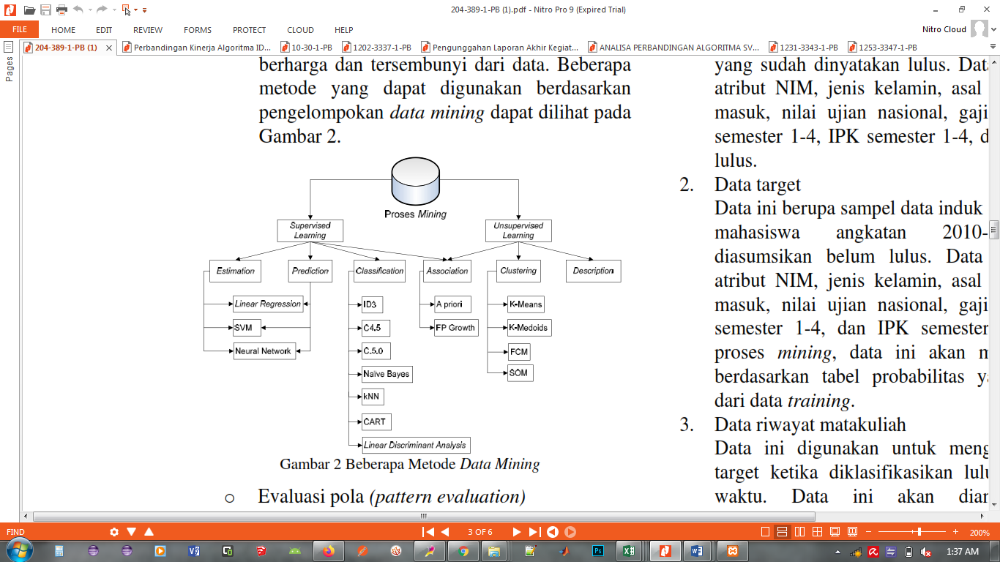 204-389-1-PB (1).pdf - Nitro Pro 9 (Expired Trial)
FILE HOME EDIT REVIEW FORMS PROTECT CLOUD HELP
Nitro Cloud
204-389-1-PB (1)
Perbandingan Kinerja Algoritma ID...
10-30-1-PB
1202-3337-1-PB
Pengunggahan Laporan Akhir Kegiat...
ANALISA PERBANDINGAN ALGORITMA SV...
1231-3343-1-PB
1253-3347-1-PB
Pages
berharga dan tersembunyi dari data. Beberapa
metode yang dapat digunakan berdasarkan
pengelompokan data mining dapat dilihat pada
Gambar 2.
Proses Mining
Supervised
Learning
Unsupervised
Learning
Estimation
Prediction
Classification
Association
Clustering
Description
Linear Regression
SVM
Neural Network
ID3
C4.5
C.5.0
Naïve Bayes
kNN
CART
Linear Discriminant Analysis
A priori
FP Growth
K-Means
K-Medoids
FCM
SOM
Gambar 2 Beberapa Metode Data Mining
o Evaluasi pola (pattern evaluation)
yang sudah dinyatakan lulus. Data
atribut NIM, jenis kelamin, asal
masuk, nilai ujian nasional, gaji
semester 1-4, IPK semester 1-4, d
lulus.
2. Data target
Data ini berupa sampel data induk
mahasiswa angkatan 2010-
diasumsikan belum lulus. Data
atribut NIM, jenis kelamin, asal
masuk, nilai ujian nasional, gaji
semester 1-4, dan IPK semester
proses mining, data ini akan m
berdasarkan tabel probabilitas ya
dari data training.
3. Data riwayat matakuliah
Data ini digunakan untuk meng
target ketika diklasifikasikan lulu
waktu. Data ini akan dian
FIND
3 OF 6
200%
1:37 AM